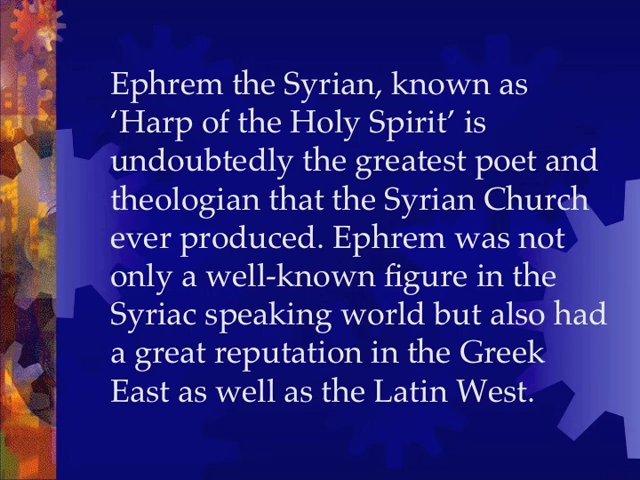 Ephrem the Syrian, known as
‘Harp of the Holy Spirit’ is
undoubtedly the greatest poet and
theologian that the Syrian Church
ever produced. Ephrem was not
only a well-known figure in the
Syriac speaking world but also had
a great reputation in the Greek
East as well as the Latin West.